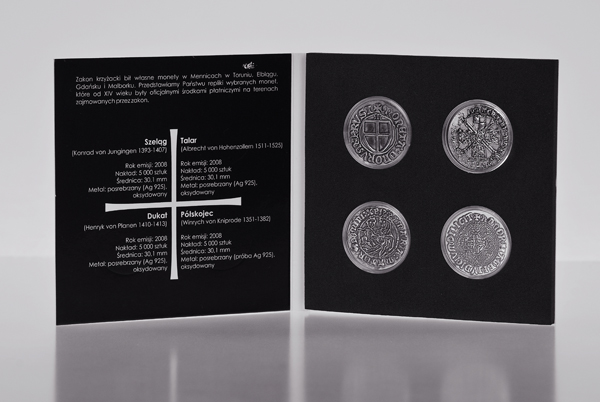 Zakon krzyżacki bił własne monety w Mennicach w Toruniu, Elblągu,
Gdańsku i Malborku. Przedstawiamy Państwu repliki wybranych monet,
które od XIV wieku były oficjalnymi środkami płatniczymi na terenach
zajmowanych przez zakon.
Szeląg
(Konrad von Jungingen 1393-1407)
Rok emisji: 2008
Nakład: 5 000 sztuk
Średnica: 30,1 mm
Metal: posrebrzany (Ag 925),
oksydowany
Talar
(Albrecht von Hohenzollern 1511-1525)
Rok emisji: 2008
Nakład: 5 000 sztuk
Średnica: 30,1 mm
Metal: posrebrzany (Ag 925),
oksydowany
Dukat
(Henryk von Planen 1410-1413)
Rok emisji: 2008
Nakład: 5 000 sztuk
Średnica: 30,1 mm
Metal: posrebrzany (Ag 925),
oksydowany
Półskojec
(Winrych von Kniprode 1351-1382)
Rok emisji: 2008
Nakład: 5 000 sztuk
Średnica: 30,1 mm
Metal: posrebrzany (próba Ag 925),
oksydowany